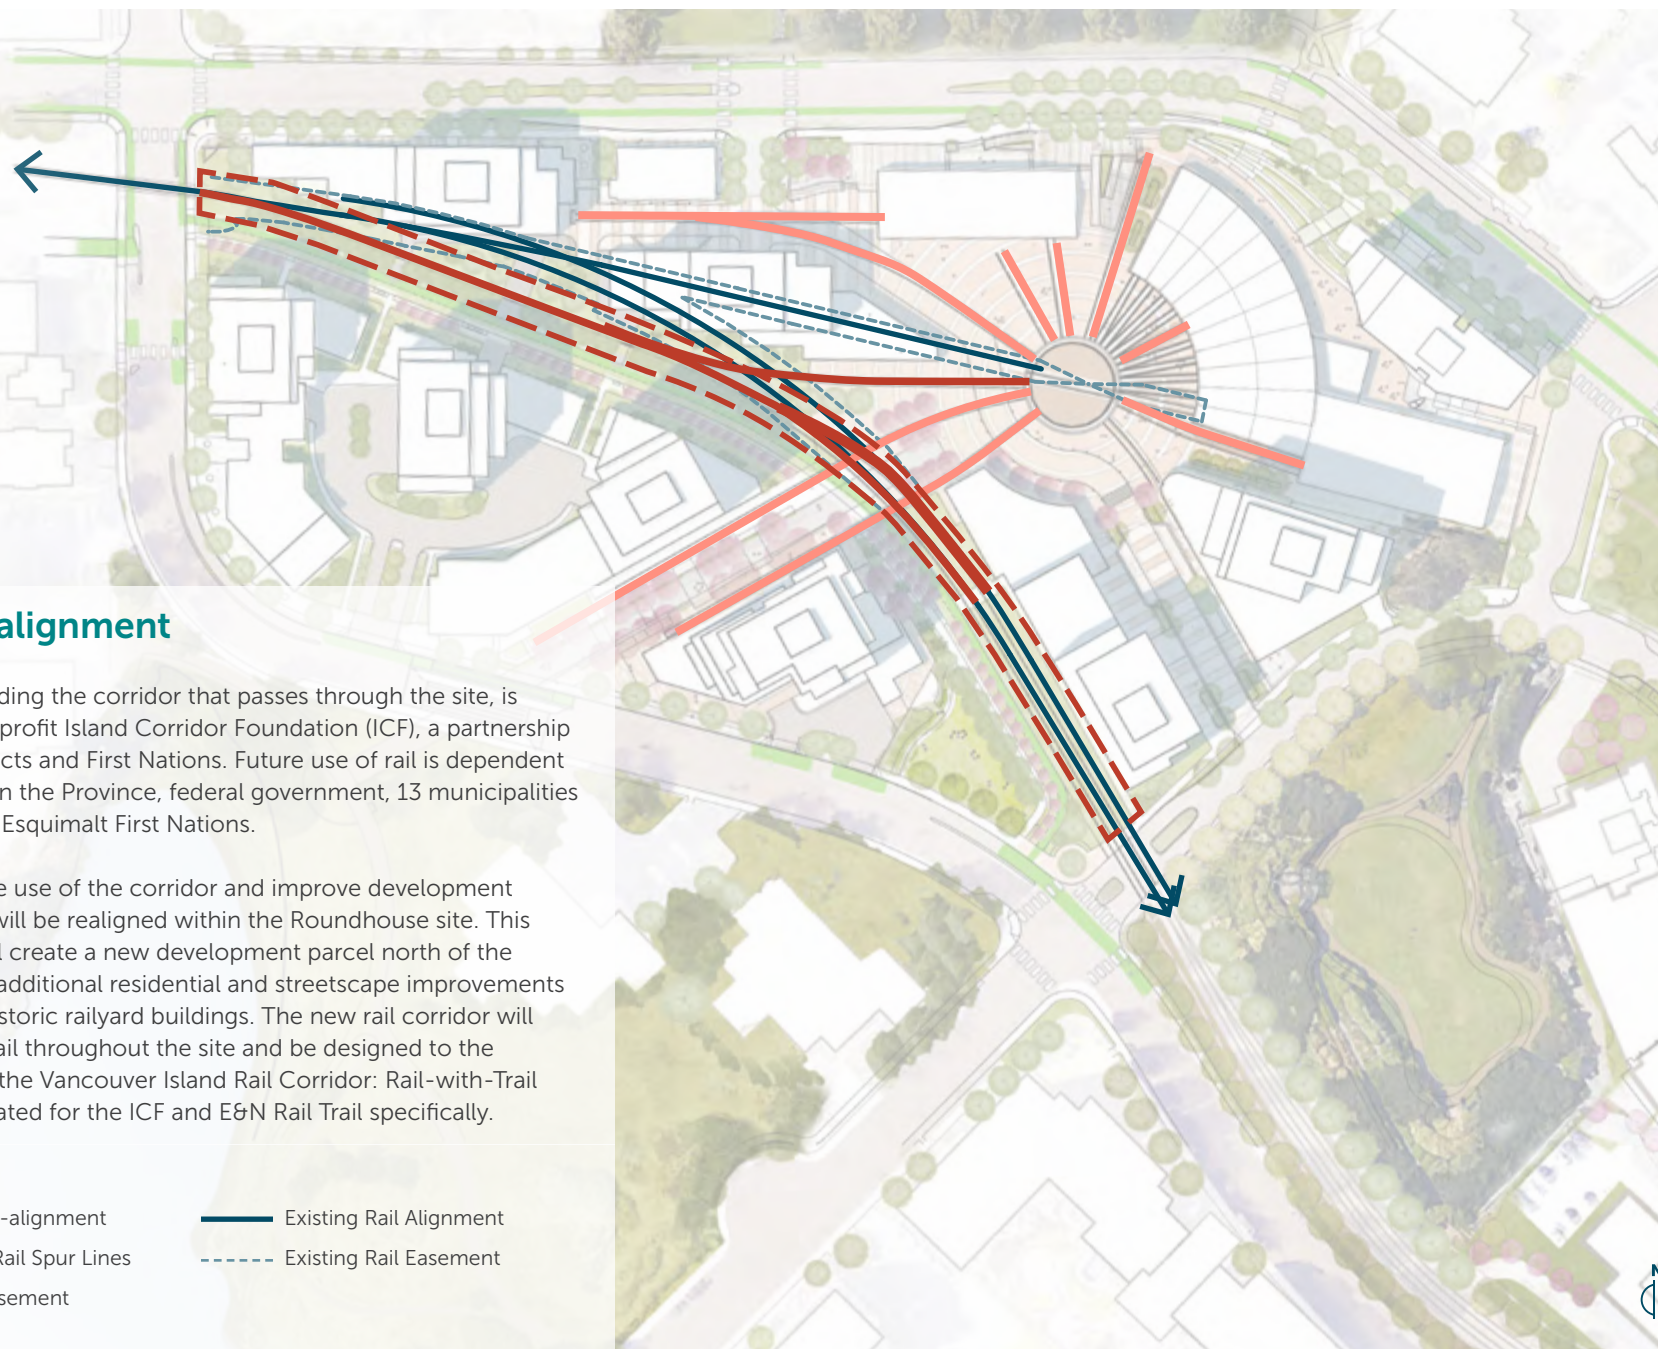 alignment
ding the corridor that passes through the site, is
profit Island Corridor Foundation (ICF), a partnership
cts and First Nations. Future use of rail is dependent
n the Province, federal government, 13 municipalities
Esquimalt First Nations.
e use of the corridor and improve development
will be realigned within the Roundhouse site. This
l create a new development parcel north of the
additional residential and streetscape improvements
storic railyard buildings. The new rail corridor will
ail throughout the site and be designed to the
the Vancouver Island Rail Corridor: Rail-with-Trail
ated for the ICF and E&N Rail Trail specifically.
-alignment
Existing Rail Alignment
Rail Spur Lines
Existing Rail Easement
sement
N